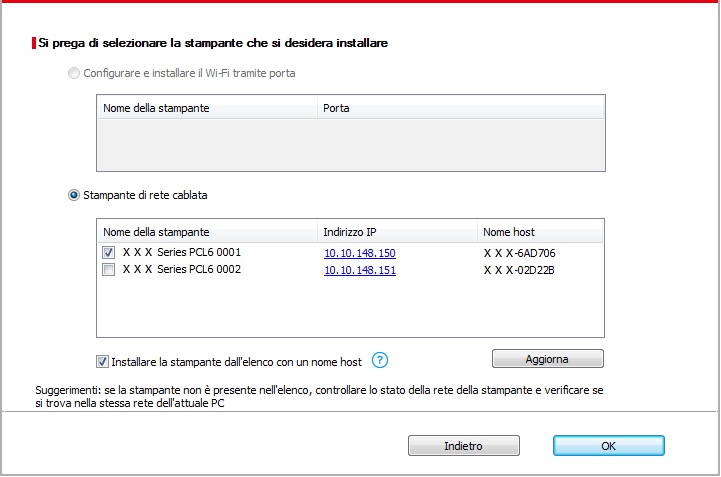 Si prega di selezionare la stampante che si desidera installare
Configurare e installare il Wi-Fi tramite porta
Nome della stampante Porta
Stampante di rete cablata
Nome della stampante Indirizzo IP Nome host
X X X Series PCL6 0001 10.10.148.150 X X X-6AD706
X X X Series PCL6 0002 10.10.148.151 X X X-02D22B
Installare la stampante dall'elenco con un nome host ? Aggiorna
Suggerimenti: se la stampante non è presente nell'elenco, controllare lo stato della rete della stampante e verificare se
si trova nella stessa rete dell'attuale PC
Indietro OK